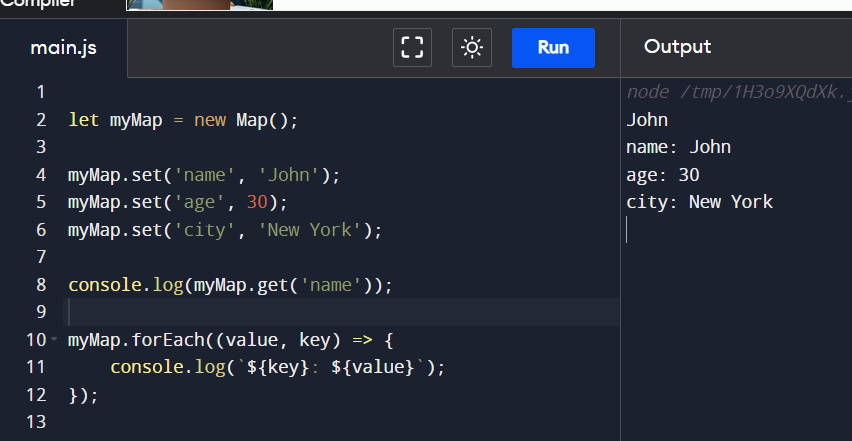 Compiler
main.js
Run
Output
1
2 let myMap = new Map();
3
4 myMap.set('name', 'John');
5 myMap.set('age', 30);
6 myMap.set('city', 'New York');
7
8 console.log(myMap.get('name'));
9
10 myMap.forEach((value, key) => {
11     console.log(`${key}: ${value}`);
12 });
13
node /tmp/1H3o9XQdXk.j
John
name: John
age: 30
city: New York